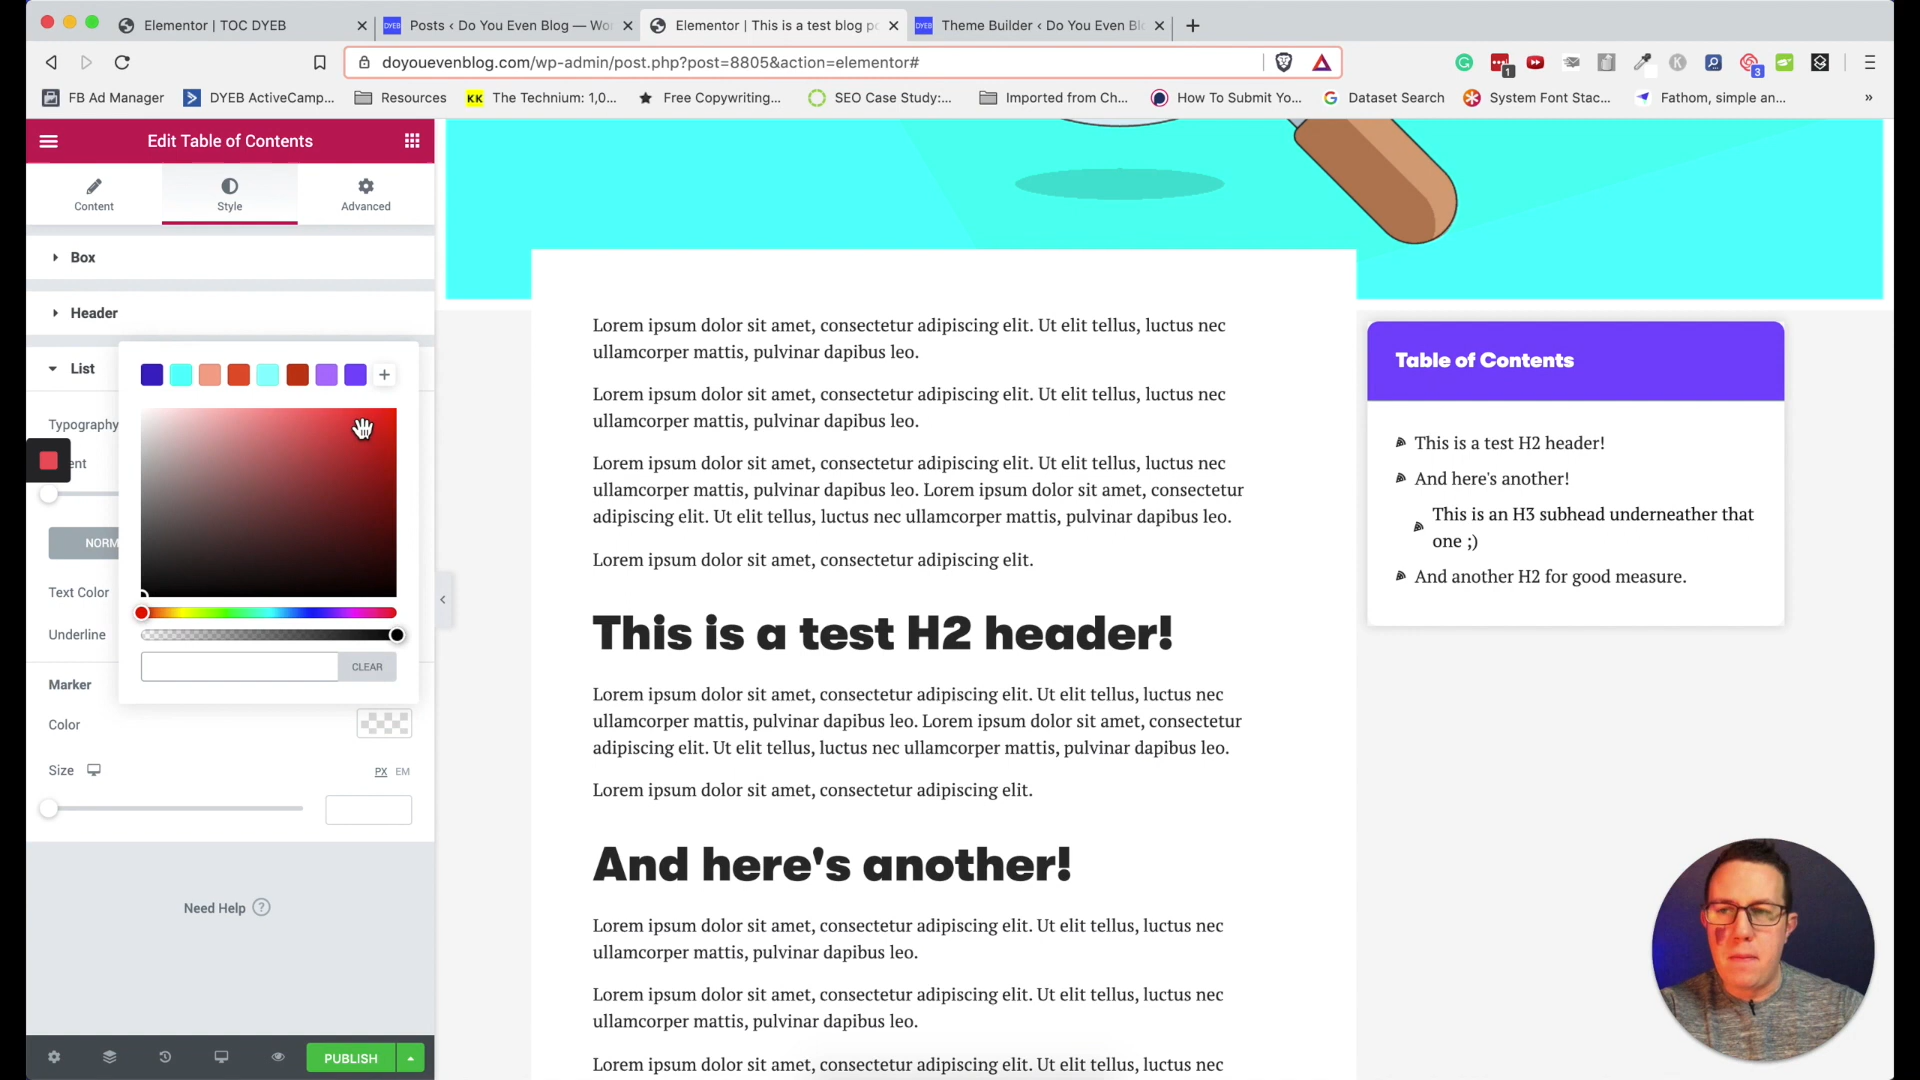 Elementor | TOC DYEB
DYEB Posts ‹ Do You Even Blog — Wor
Elementor | This is a test blog po
DYEB Theme Builder ‹ Do You Even Blo
doyouevenblog.com/wp-admin/post.php?post=8805&action=elementor#
1
3
FB Ad Manager
DYEB ActiveCamp...
Resources
KK The Technium: 1,0...
Free Copywriting...
SEO Case Study:...
Imported from Ch...
How To Submit Yo...
Dataset Search
System Font Stac...
Fathom, simple an...
»
Edit Table of Contents
Content
Style
Advanced
Box
Header
List
Typography
ent
NORM
Text Color
Underline
CLEAR
Marker
Color
Size
PX EM
Need Help ?
PUBLISH
Lorem ipsum dolor sit amet, consectetur adipiscing elit. Ut elit tellus, luctus nec
ullamcorper mattis, pulvinar dapibus leo.
Lorem ipsum dolor sit amet, consectetur adipiscing elit. Ut elit tellus, luctus nec
ullamcorper mattis, pulvinar dapibus leo.
Lorem ipsum dolor sit amet, consectetur adipiscing elit. Ut elit tellus, luctus nec
ullamcorper mattis, pulvinar dapibus leo. Lorem ipsum dolor sit amet, consectetur
adipiscing elit. Ut elit tellus, luctus nec ullamcorper mattis, pulvinar dapibus leo.
Lorem ipsum dolor sit amet, consectetur adipiscing elit.
This is a test H2 header!
Lorem ipsum dolor sit amet, consectetur adipiscing elit. Ut elit tellus, luctus nec
ullamcorper mattis, pulvinar dapibus leo. Lorem ipsum dolor sit amet, consectetur
adipiscing elit. Ut elit tellus, luctus nec ullamcorper mattis, pulvinar dapibus leo.
Lorem ipsum dolor sit amet, consectetur adipiscing elit.
And here's another!
Lorem ipsum dolor sit amet, consectetur adipiscing elit. Ut elit tellus, luctus nec
ullamcorper mattis, pulvinar dapibus leo.
Lorem ipsum dolor sit amet, consectetur adipiscing elit. Ut elit tellus, luctus nec
ullamcorper mattis, pulvinar dapibus leo.
Lorem ipsum dolor sit amet, consectetur adipiscing elit. Ut elit tellus, luctus nec
Table of Contents
This is a test H2 header!
And here's another!
This is an H3 subhead underneather that
one ;)
And another H2 for good measure.